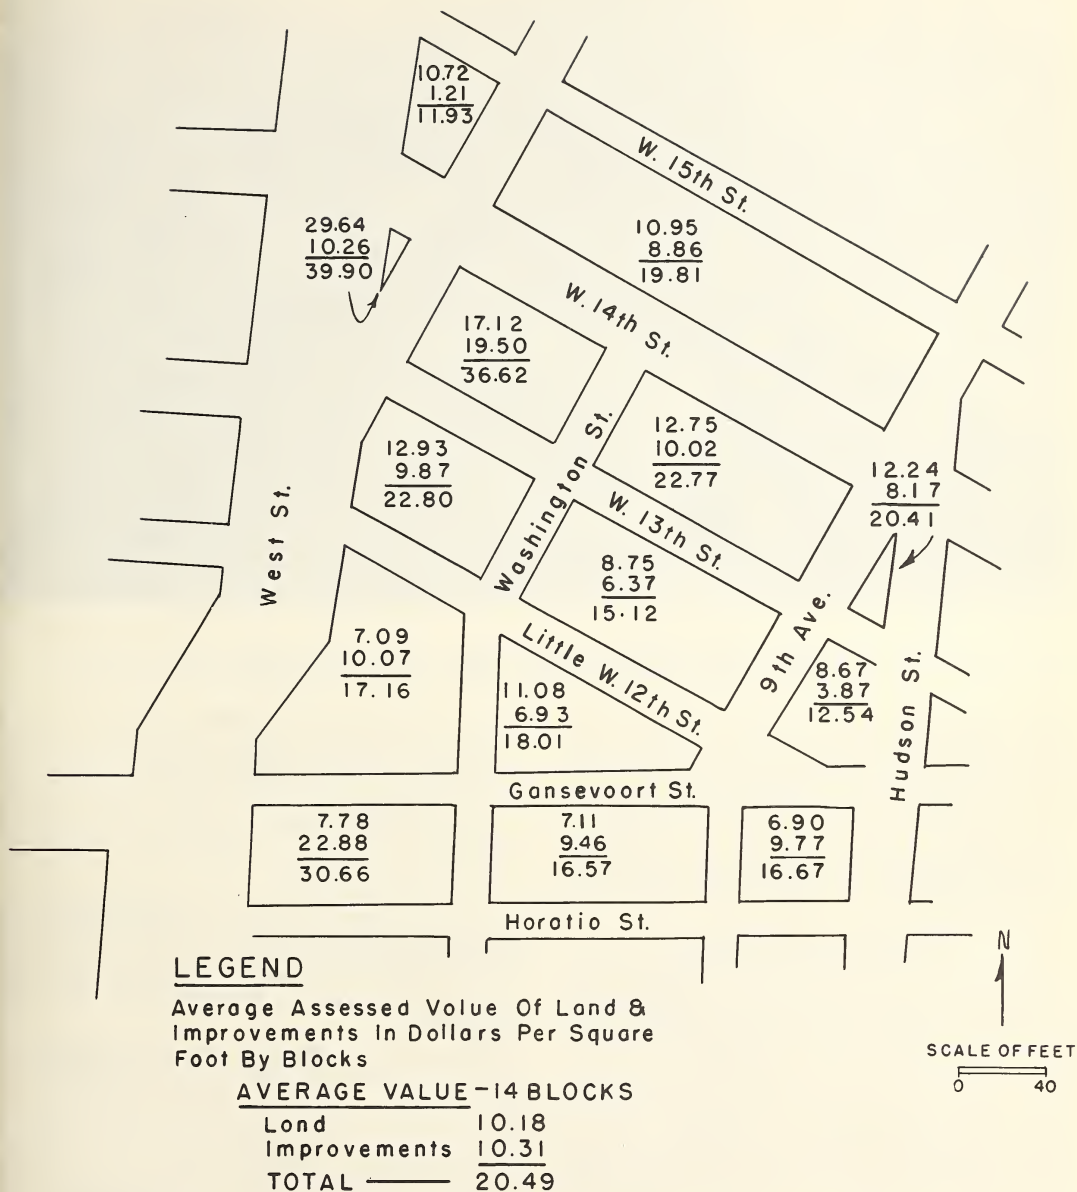 10.72
1.21
11.93
W. 15th St.
29.64
10.26
39.90
10.95
8.86
19.81
W. 14th St.
17.12
19.50
36.62
12.75
10.02
22.77
12.93
9.87
22.80
Washington St.
12.24
8.17
20.41
West St.
W. 13th St.
8.75
6.37
15.12
9th Ave.
7.09
10.07
17.16
Little W. 12th St.
11.08
6.93
18.01
8.67
3.87
12.54
Hudson St.
Gansevoort St.
7.78
22.88
30.66
7.11
9.46
16.57
6.90
9.77
16.67
Horatio St.
N
LEGEND
Average Assessed Value Of Land &
Improvements In Dollars Per Square
Foot By Blocks
SCALE OF FEET
0 40
AVERAGE VALUE - 14 BLOCKS
Land 10.18
Improvements 10.31
TOTAL — 20.49